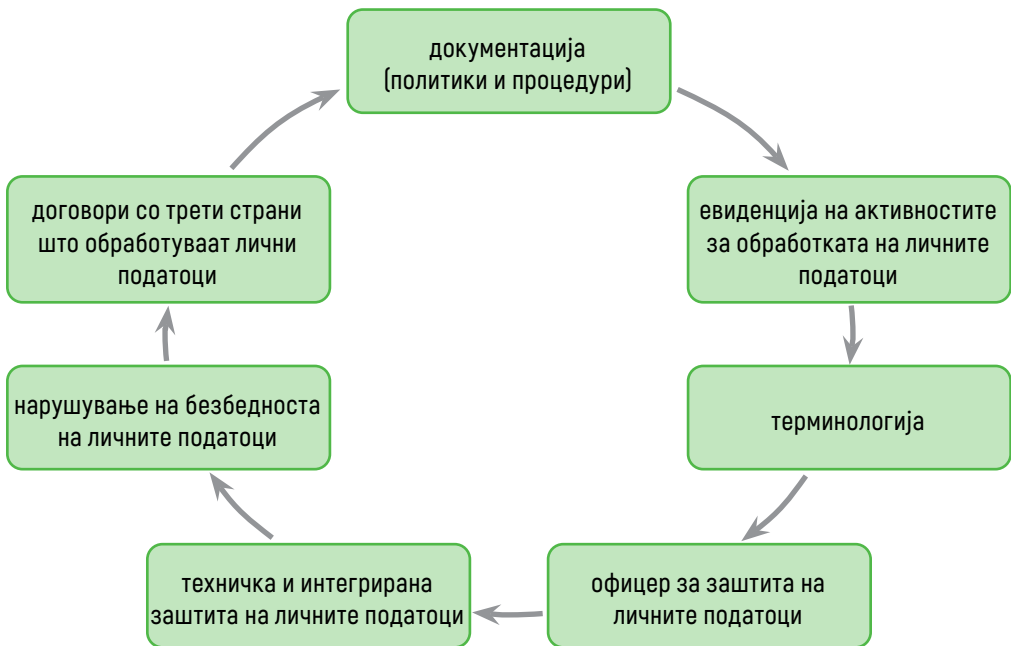 документација
(политики и процедури)
евиденција на активностите
за обработката на личните
податоци
терминологија
офицер за заштита на
личните податоци
техничка и интегрирана
заштита на личните податоци
нарушување на безбедноста
на личните податоци
договори со трети страни
што обработуваат лични
податоци